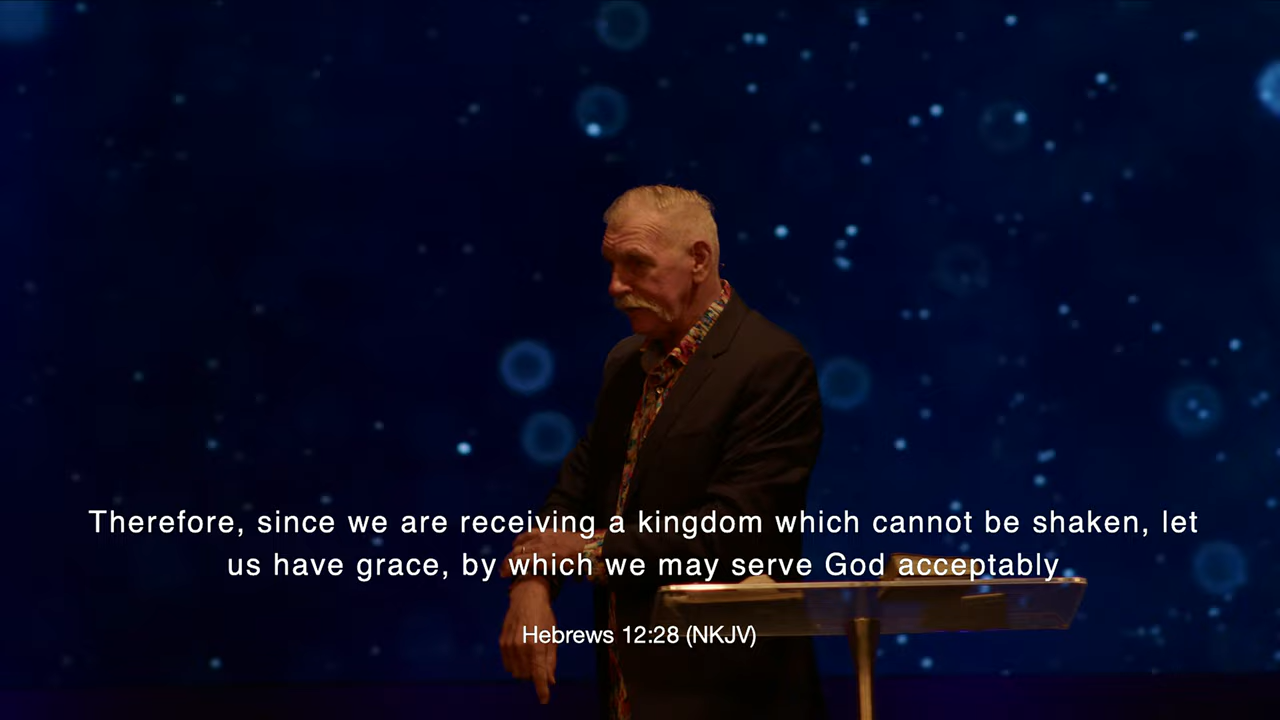 Therefore, since we are receiving a kingdom which cannot be shaken, let
us have grace, by which we may serve God acceptably
Hebrews 12:28 (NKJV)